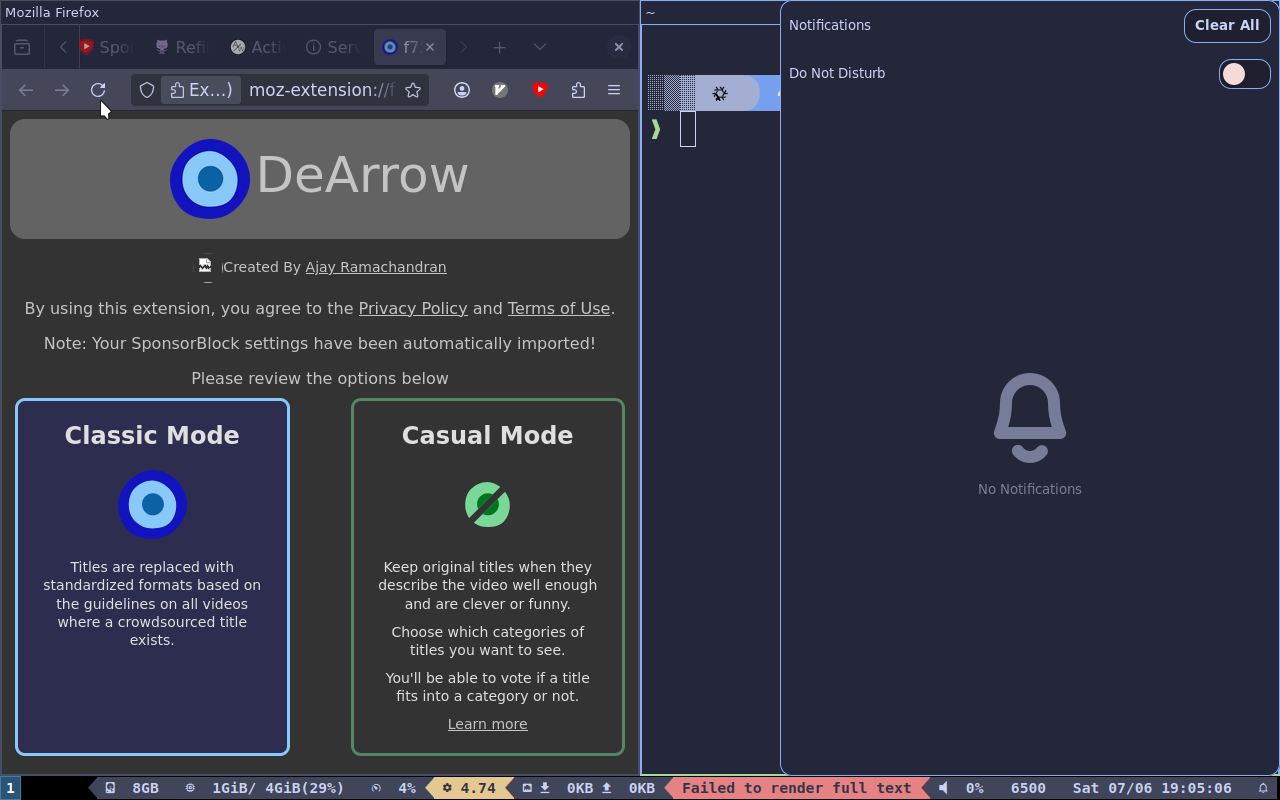 Mozilla Firefox
Spo
Refi
Acti
Serv
f7
Ex...)
moz-extension://f
DeArrow
Created By Ajay Ramachandran
By using this extension, you agree to the Privacy Policy and Terms of Use.
Note: Your SponsorBlock settings have been automatically imported!
Please review the options below
Classic Mode
Titles are replaced with
standardized formats based on
the guidelines on all videos
where a crowdsourced title
exists.
Casual Mode
Keep original titles when they
describe the video well enough
and are clever or funny.
Choose which categories of
titles you want to see.
You'll be able to vote if a title
fits into a category or not.
Learn more
~
Notifications
Clear All
Do Not Disturb
No Notifications
1
8GB
1GiB/ 4GiB(29%)
4%
4.74
0KB
0KB
Failed to render full text
0%
6500
Sat 07/06 19:05:06